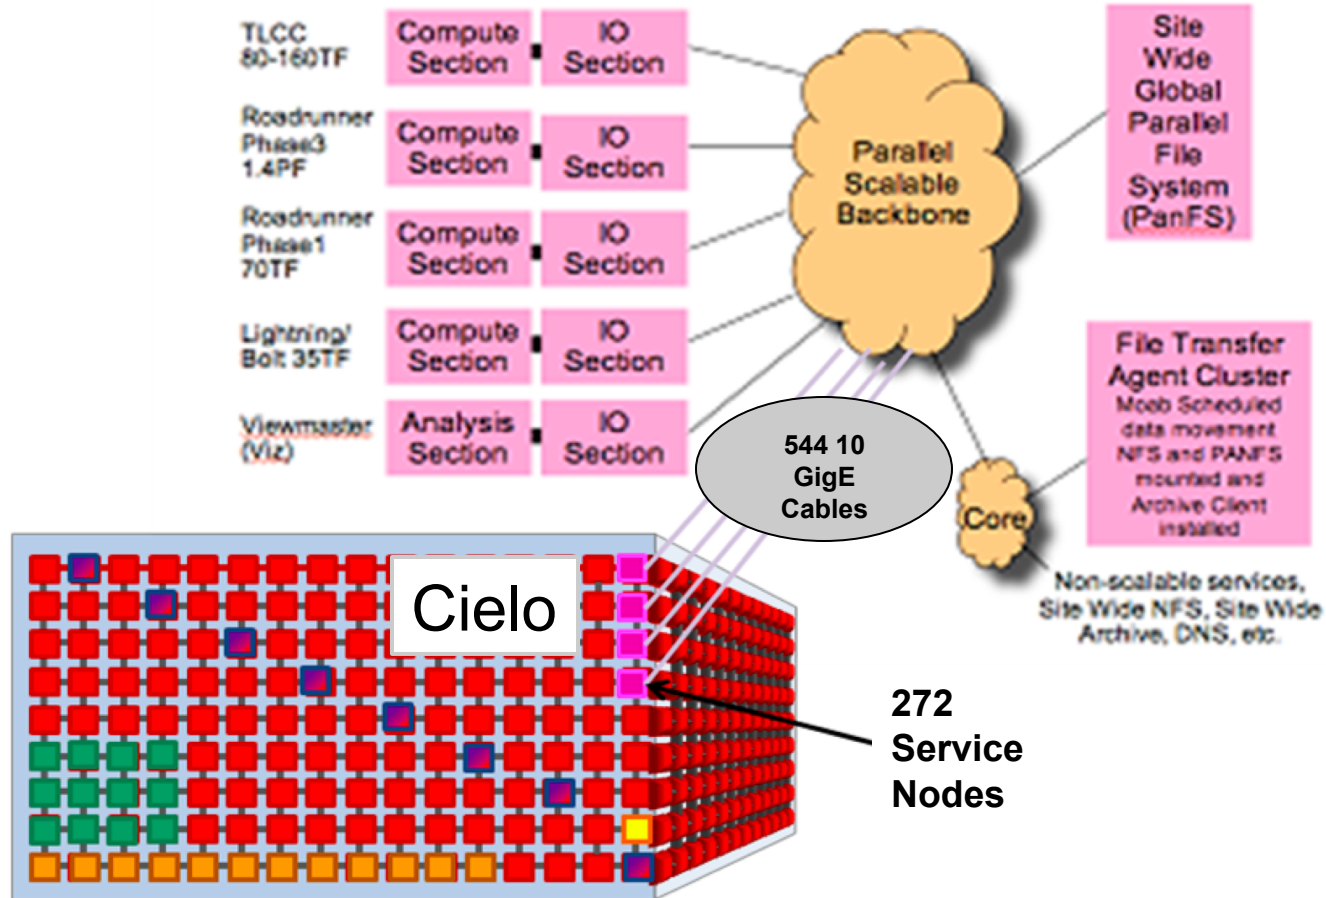 TLCC
80-160TF
Compute
Section
IO
Section
Roadrunner
Phase3
1.4PF
Compute
Section
IO
Section
Roadrunner
Phase1
70TF
Compute
Section
IO
Section
Lightning/
Bolt 35TF
Compute
Section
IO
Section
Viewmaster
(Viz)
Analysis
Section
IO
Section
Parallel
Scalable
Backbone
Site
Wide
Global
Parallel
File
System
(PanFS)
File Transfer
Agent Cluster
Moab Scheduled
data movement
NFS and PANFS
mounted and
Archive Client
installed
544 10
GigE
Cables
Core
Non-scalable services,
Site Wide NFS, Site Wide
Archive, DNS, etc.
Cielo
272
Service
Nodes